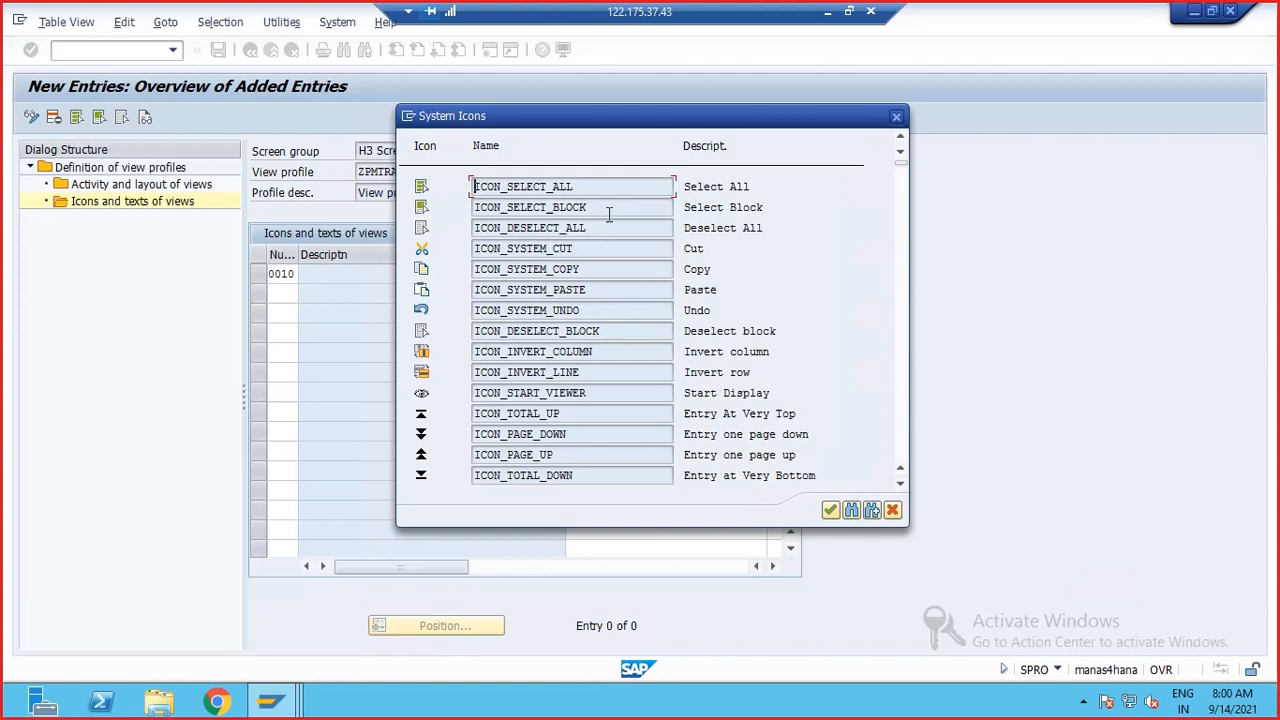 122.175.37.43
Table View Edit Goto Selection Utilities System Help
New Entries: Overview of Added Entries
Dialog Structure
Definition of view profiles
Activity and layout of views
Icons and texts of views
Screen group H3 Scre
View profile ZPMTRA
Profile desc. View p
Icons and texts of views
Nu... Descriptn
0010
System Icons
Icon Name Descript.
ICON_SELECT_ALL Select All
ICON_SELECT_BLOCK Select Block
ICON_DESELECT_ALL Deselect All
ICON_SYSTEM_CUT Cut
ICON_SYSTEM_COPY Copy
ICON_SYSTEM_PASTE Paste
ICON_SYSTEM_UNDO Undo
ICON_DESELECT_BLOCK Deselect block
ICON_INVERT_COLUMN Invert column
ICON_INVERT_LINE Invert row
ICON_START_VIEWER Start Display
ICON_TOTAL_UP Entry At Very Top
ICON_PAGE_DOWN Entry one page down
ICON_PAGE_UP Entry one page up
ICON_TOTAL_DOWN Entry at Very Bottom
Position... Entry 0 of 0
Activate Windows
Go to Action Center to activate Windows.
SAP
SPRO manas4hana OVR
ENG 8:00 AM
IN 9/14/2021